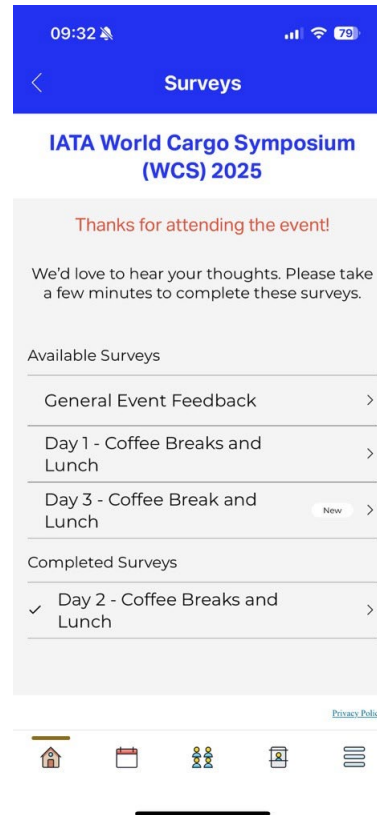 09:32
79
Surveys
IATA World Cargo Symposium
(WCS) 2025
Thanks for attending the event!
We'd love to hear your thoughts. Please take
a few minutes to complete these surveys.
Available Surveys
General Event Feedback
Day 1 - Coffee Breaks and
Lunch
Day 3 - Coffee Break and
Lunch
New
Completed Surveys
Day 2 - Coffee Breaks and
Lunch
Privacy Polic